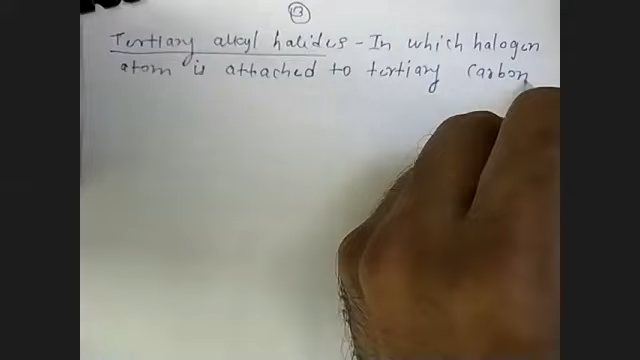 13
Tertiary alkyl halides - In which halogen
atom is attached to tertiary carbon